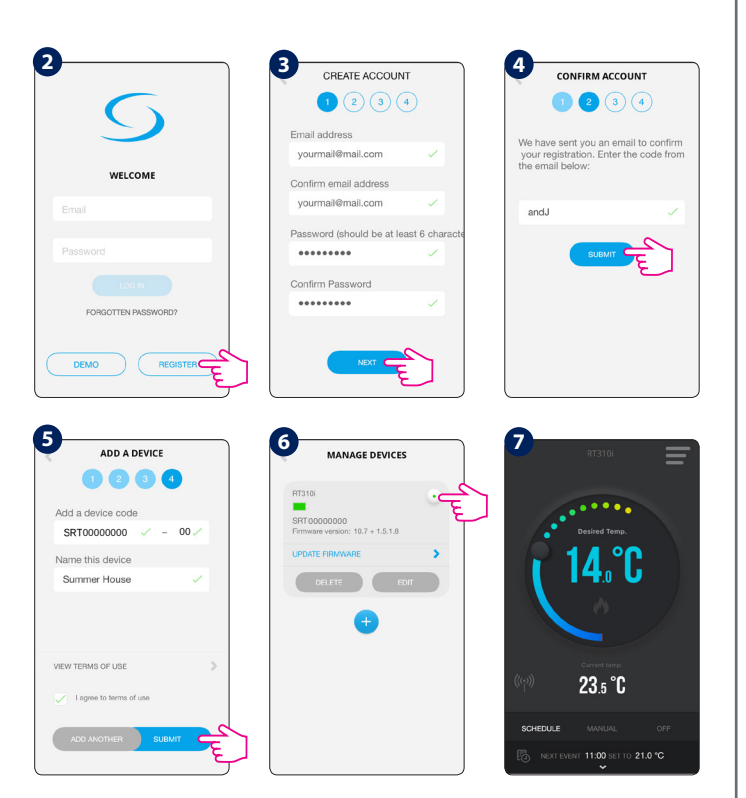 2
WELCOME
Email
Password
LOG IN
FORGOTTEN PASSWORD?
DEMO
REGISTER
3
CREATE ACCOUNT
1 2 3 4
Email address
yourmail@mail.com
Confirm email address
yourmail@mail.com
Password (should be at least 6 characte
•••••••••
Confirm Password
•••••••••
NEXT
4
CONFIRM ACCOUNT
1 2 3 4
We have sent you an email to confirm
your registration. Enter the code from
the email below:
andJ
SUBMIT
5
ADD A DEVICE
1 2 3 4
Add a device code
SRT00000000 – 00
Name this device
Summer House
VIEW TERMS OF USE
I agree to terms of use
ADD ANOTHER SUBMIT
6
MANAGE DEVICES
RT310i
SRT00000000
Firmware version: 10.7 + 1.5.1.8
UPDATE FIRMWARE
DELETE EDIT
+
7
RT310i
Desired Temp.
14.0°C
Current temp.
23.5 °C
SCHEDULE MANUAL OFF
NEXT EVENT 11:00 SET TO 21.0 °C